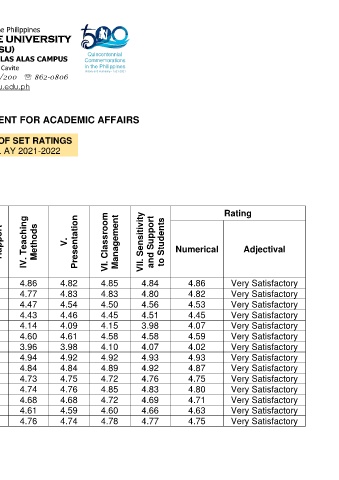 e Philippines
E UNIVERSITY
SU)
LAS ALAS CAMPUS
Cavite
/200 ☏ 862-0806
u.edu.ph
500
Quincentennial
Commemorations
in the Philippines
ENT FOR ACADEMIC AFFAIRS
OF SET RATINGS
, AY 2021-2022
IV. Teaching Methods
V. Presentation
VI. Classroom Management
VII. Sensitivity and Support to Students
Rating
Numerical Adjectival
4.86 4.82 4.85 4.84 4.86 Very Satisfactory
4.77 4.83 4.83 4.80 4.82 Very Satisfactory
4.47 4.54 4.50 4.56 4.53 Very Satisfactory
4.43 4.46 4.45 4.51 4.45 Very Satisfactory
4.14 4.09 4.15 3.98 4.07 Very Satisfactory
4.60 4.61 4.58 4.58 4.59 Very Satisfactory
3.96 3.98 4.10 4.07 4.02 Very Satisfactory
4.94 4.92 4.92 4.93 4.93 Very Satisfactory
4.84 4.84 4.89 4.92 4.87 Very Satisfactory
4.73 4.75 4.72 4.76 4.75 Very Satisfactory
4.74 4.76 4.85 4.83 4.80 Very Satisfactory
4.68 4.68 4.72 4.69 4.71 Very Satisfactory
4.61 4.59 4.60 4.66 4.63 Very Satisfactory
4.76 4.74 4.78 4.77 4.75 Very Satisfactory